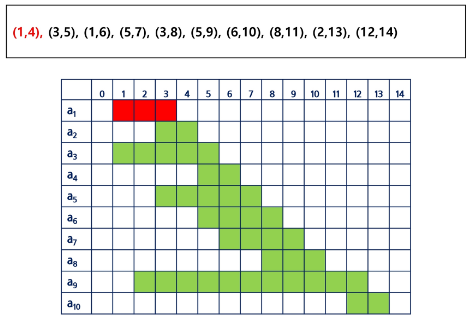 (1,4), (3,5), (1,6), (5,7), (3,8), (5,9), (6,10), (8,11), (2,13), (12,14)
0 1 2 3 4 5 6 7 8 9 10 11 12 13 14
a₁
a₂
a₃
a₄
a₅
a₆
a₇
a₈
a₉
a₁₀